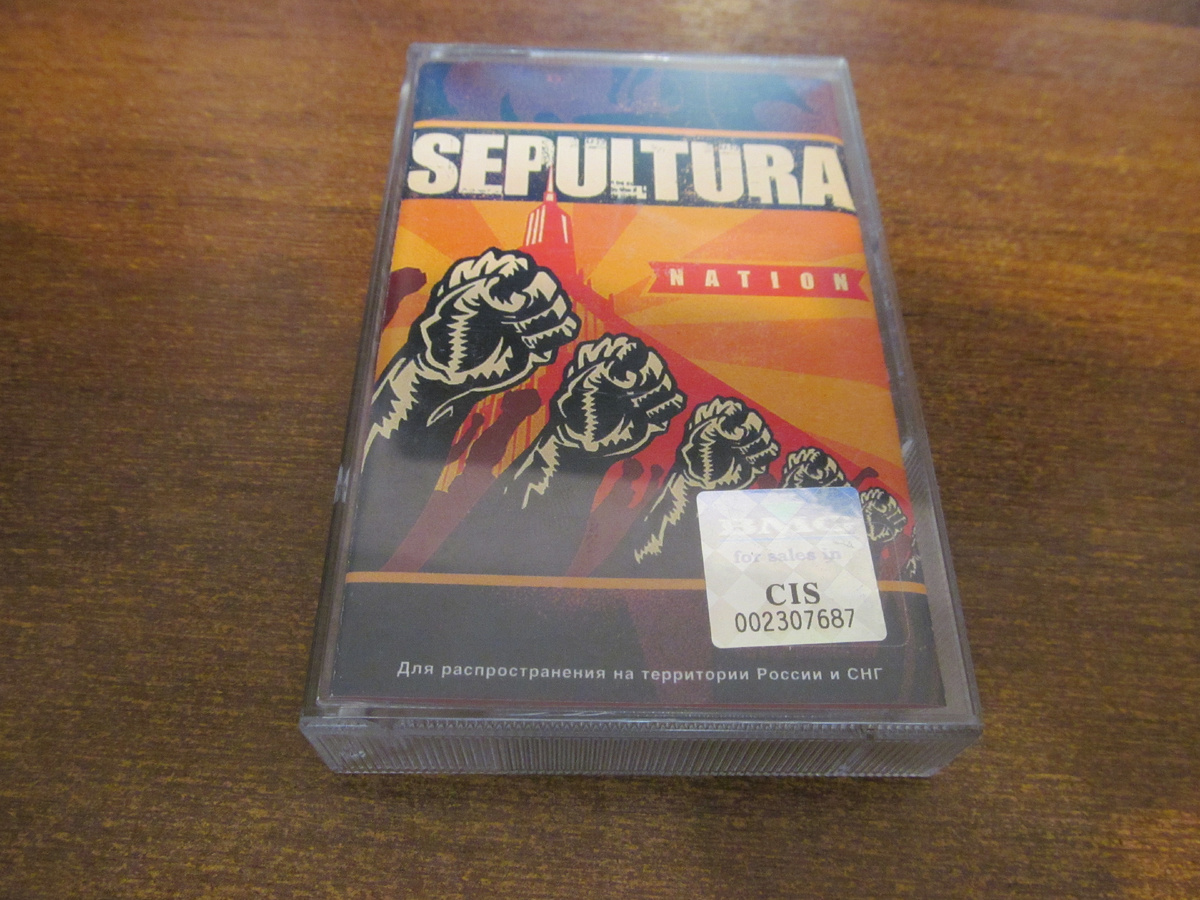 SEPULTURA
NATION
BMG
for sales in
CIS
002307687
Для распространения на территории России и СНГ